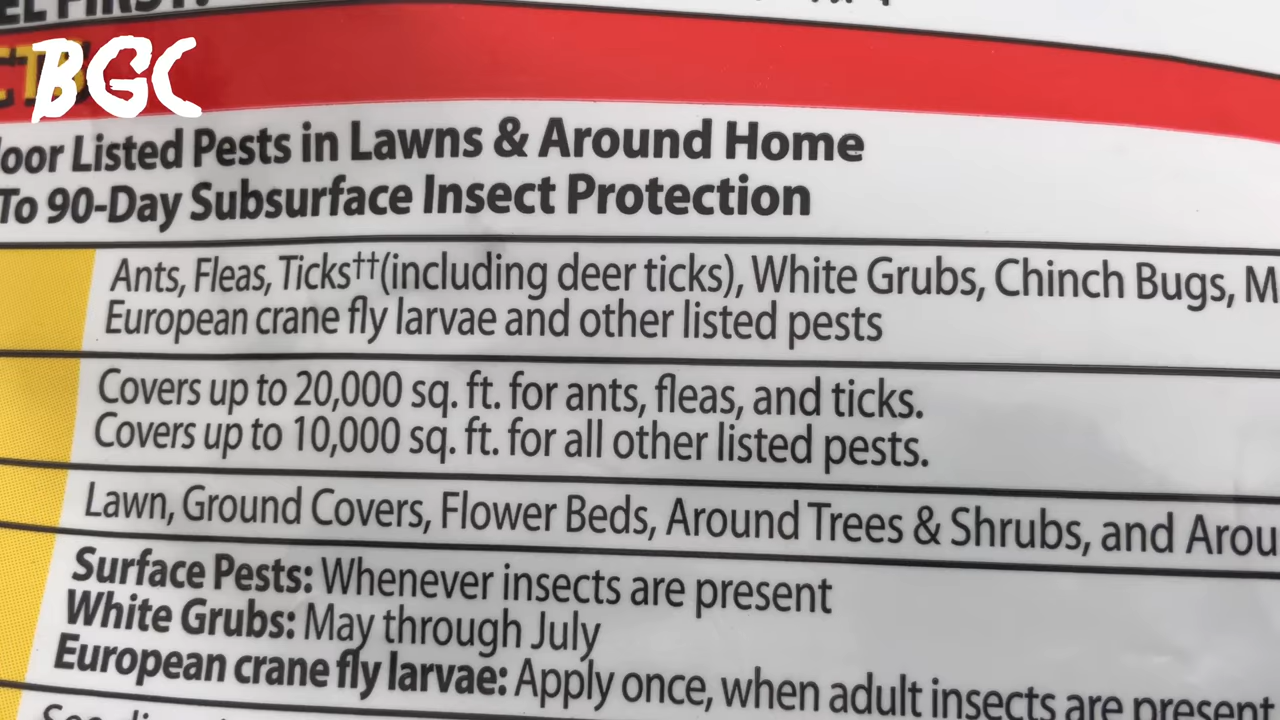 EL FIRST.
BGC
oor Listed Pests in Lawns & Around Home
To 90-Day Subsurface Insect Protection
Ants, Fleas, Ticks††(including deer ticks), White Grubs, Chinch Bugs, M
European crane fly larvae and other listed pests
Covers up to 20,000 sq. ft. for ants, fleas, and ticks.
Covers up to 10,000 sq. ft. for all other listed pests.
Lawn, Ground Covers, Flower Beds, Around Trees & Shrubs, and Arou
Surface Pests: Whenever insects are present
White Grubs: May through July
European crane fly larvae: Apply once, when adult insects are present